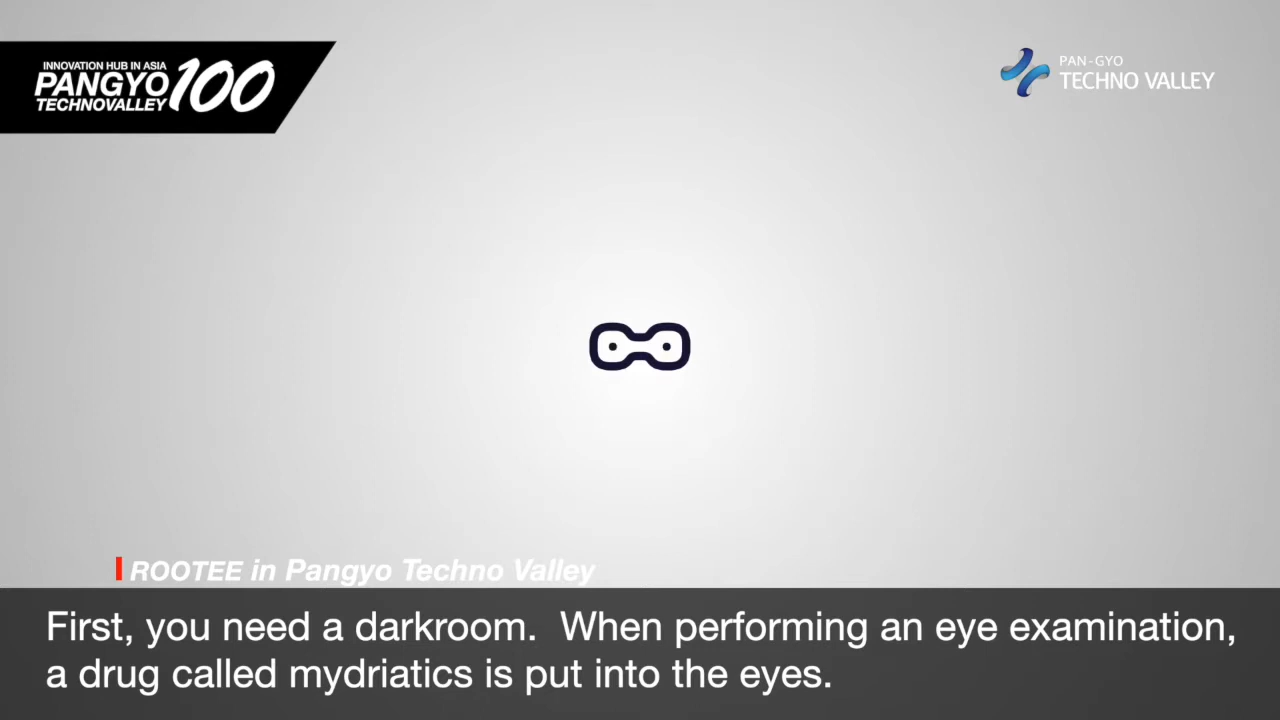 INNOVATION HUB IN ASIA
PANGYO 100
TECHNOVALLEY
PAN-GYO
TECHNO VALLEY
ROOTEE in Pangyo Techno Valley
First, you need a darkroom.  When performing an eye examination,
a drug called mydriatics is put into the eyes.